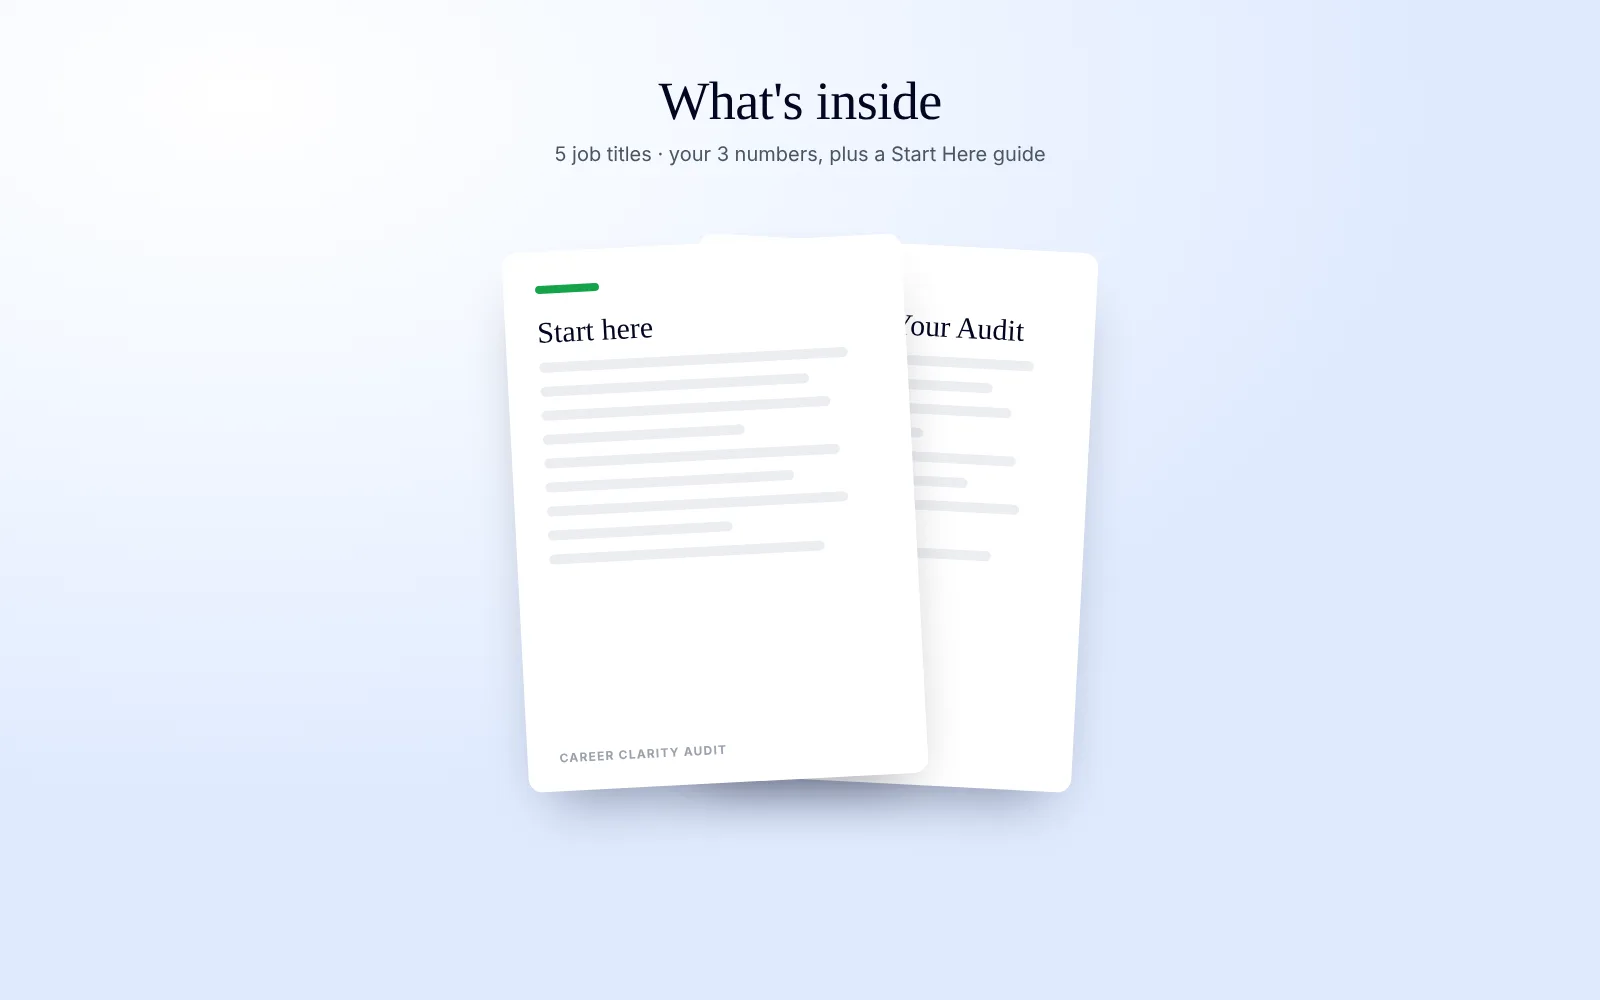 What's inside
5 job titles · your 3 numbers, plus a Start Here guide
Start here
Your Audit
CAREER CLARITY AUDIT